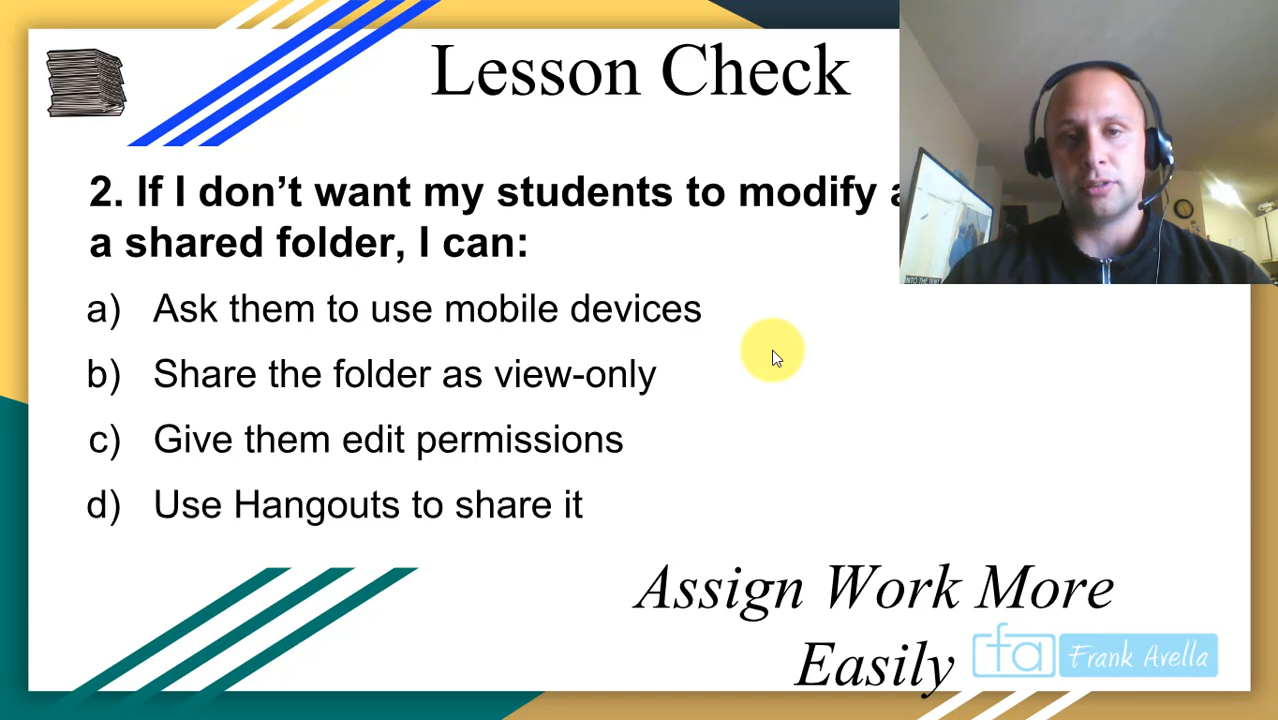 Lesson Check
2. If I don't want my students to modify
a shared folder, I can:
a) Ask them to use mobile devices
b) Share the folder as view-only
c) Give them edit permissions
d) Use Hangouts to share it
Assign Work More
Easily
fa Frank Avella